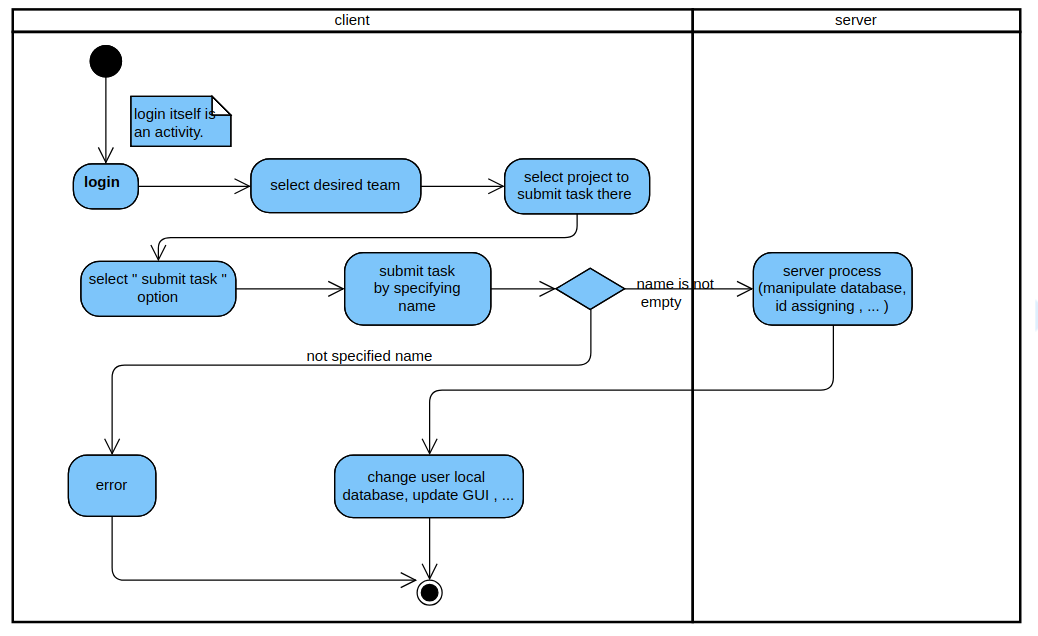 client
server
login itself is
an activity.
login
select desired team
select project to
submit task there
select " submit task "
option
submit task
by specifying
name
name is not
empty
server process
(manipulate database,
id assigning , ... )
not specified name
error
change user local
database, update GUI , ...